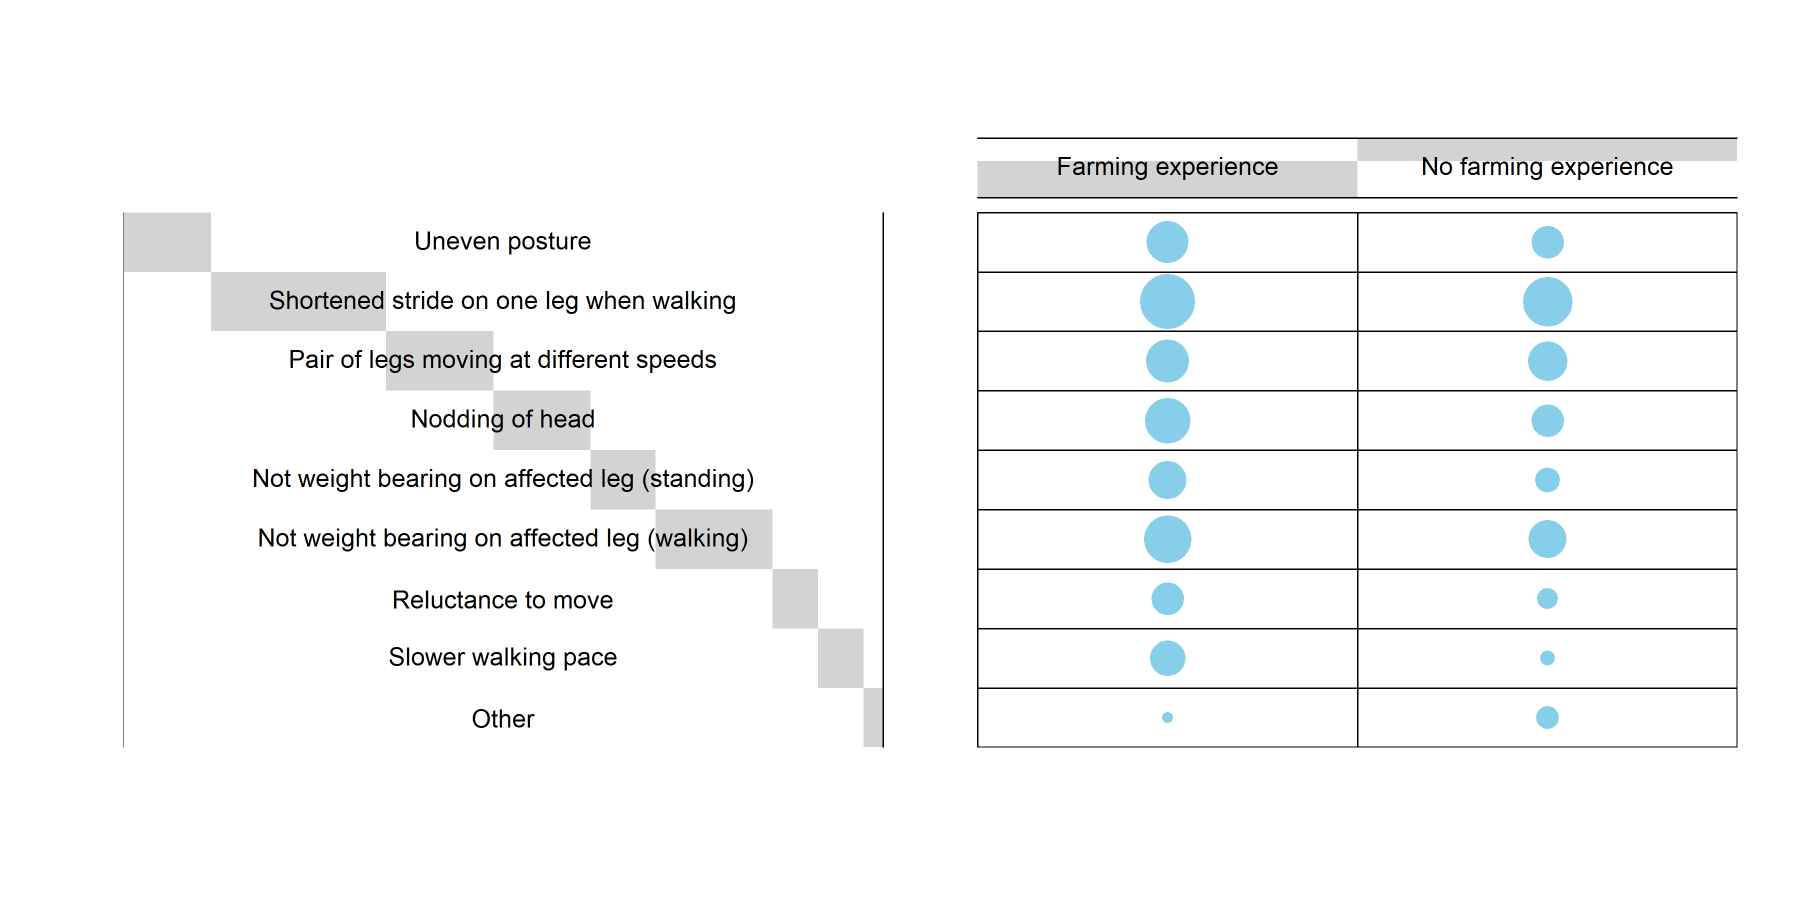 Farming experience
No farming experience
Uneven posture
Shortened stride on one leg when walking
Pair of legs moving at different speeds
Nodding of head
Not weight bearing on affected leg (standing)
Not weight bearing on affected leg (walking)
Reluctance to move
Slower walking pace
Other